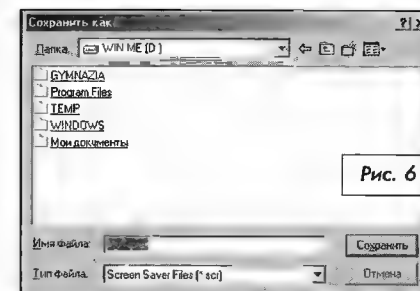 Сохранить как
?
Папка: WIN ME (D:)
GYMNAZIA
Program Files
TEMP
WINDOWS
Мои документы
Рис. 6
Имя файла:
Сохранить
Тип файла: Screen Saver Files (*.scr)
Отмена